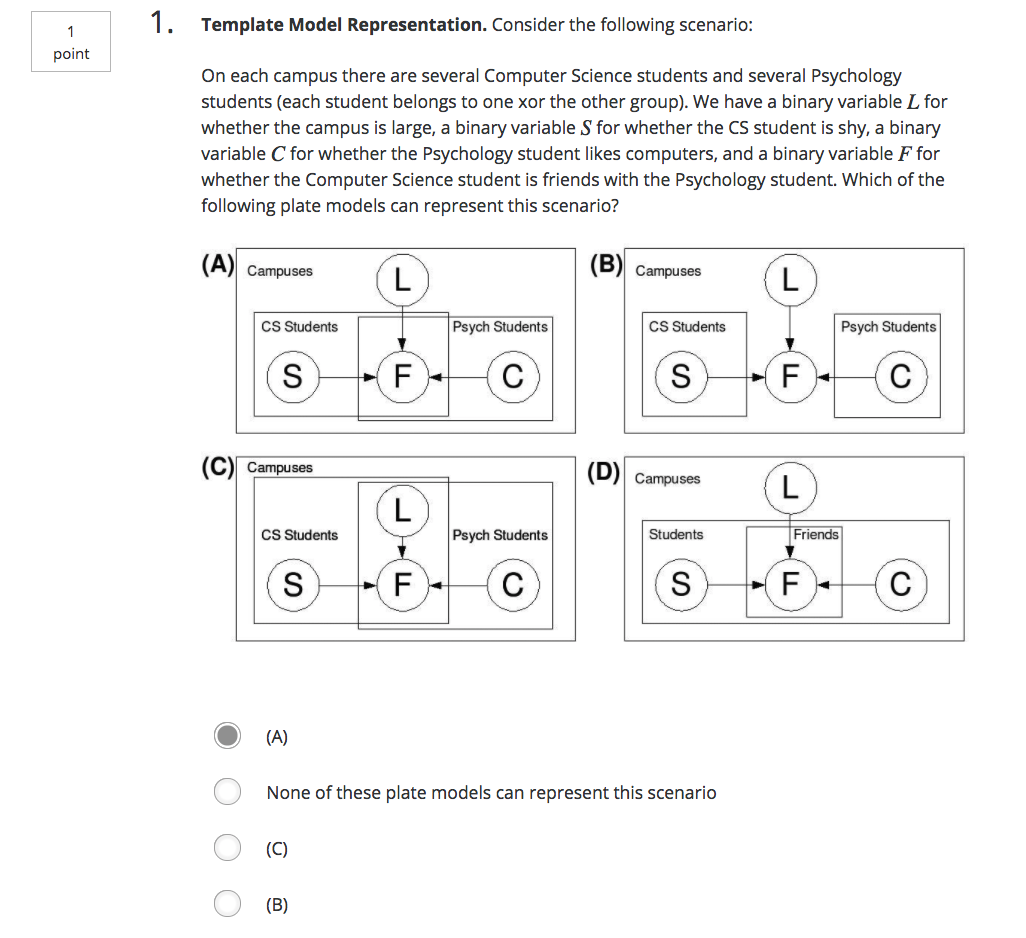 1
point
1. Template Model Representation. Consider the following scenario:
On each campus there are several Computer Science students and several Psychology
students (each student belongs to one xor the other group). We have a binary variable L for
whether the campus is large, a binary variable S for whether the CS student is shy, a binary
variable C for whether the Psychology student likes computers, and a binary variable F for
whether the Computer Science student is friends with the Psychology student. Which of the
following plate models can represent this scenario?
(A) Campuses L
CS Students Psych Students
S F C
(B) Campuses L
CS Students Psych Students
S F C
(C) Campuses
L
CS Students Psych Students
S F C
(D) Campuses L
Students Friends
S F C
(A)
None of these plate models can represent this scenario
(C)
(B)